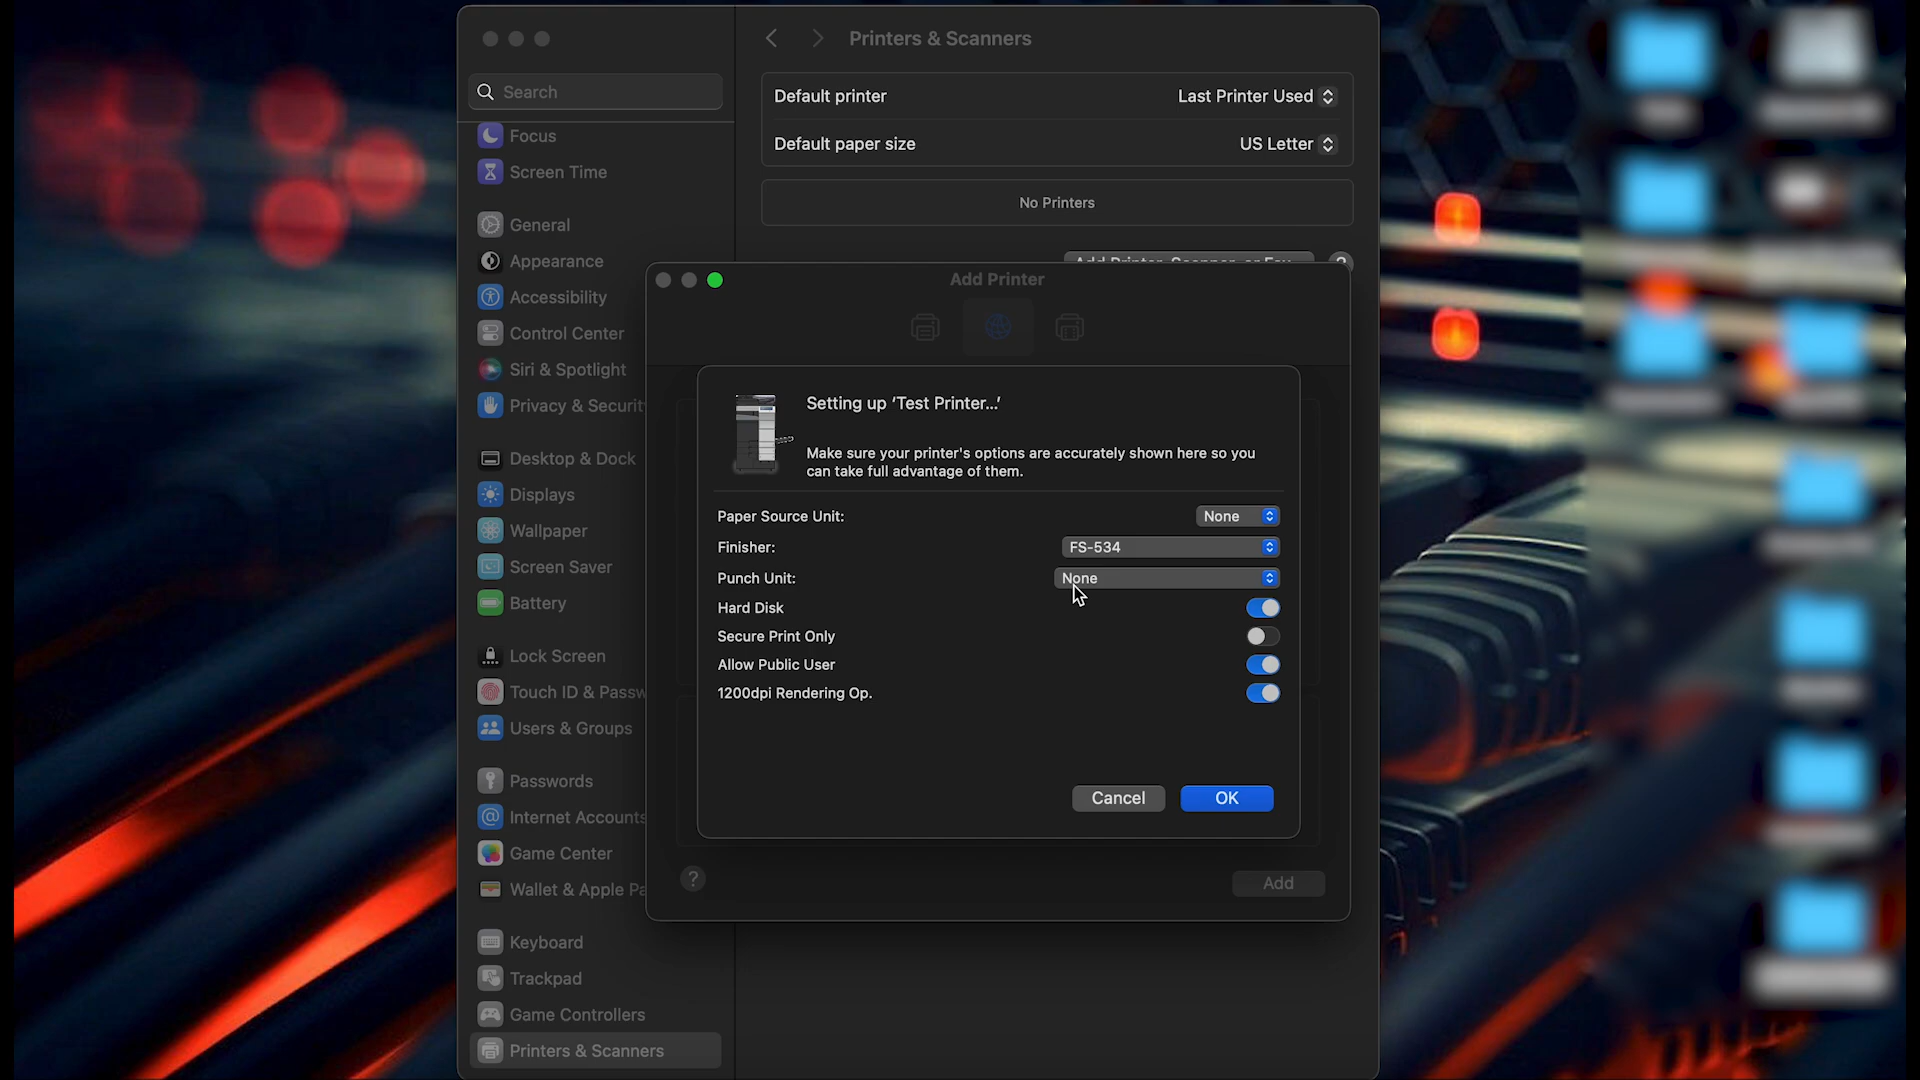 Search
Focus
Screen Time
General
Appearance
Accessibility
Control Center
Siri & Spotlight
Privacy &
Desktop & Dock
Displays
Wallpaper
Screen Saver
Battery
Lock Screen
Touch ID &
Users & Groups
Passwords
Internet Accounts
Game Center
Wallet & Apple
Keyboard
Trackpad
Game Controllers
Printers & Scanners
Printers & Scanners
Default printer Last Printer Used
Default paper size US Letter
No Printers
Add Printer, Scanner, or Fax...
Add Printer
Setting up ‘Test Printer...’
Make sure your printer's options are accurately shown here so you
can take full advantage of them.
Paper Source Unit: None
Finisher: FS-534
Punch Unit: None
Hard Disk
Secure Print Only
Allow Public User
1200dpi Rendering Op.
Cancel OK
? Add